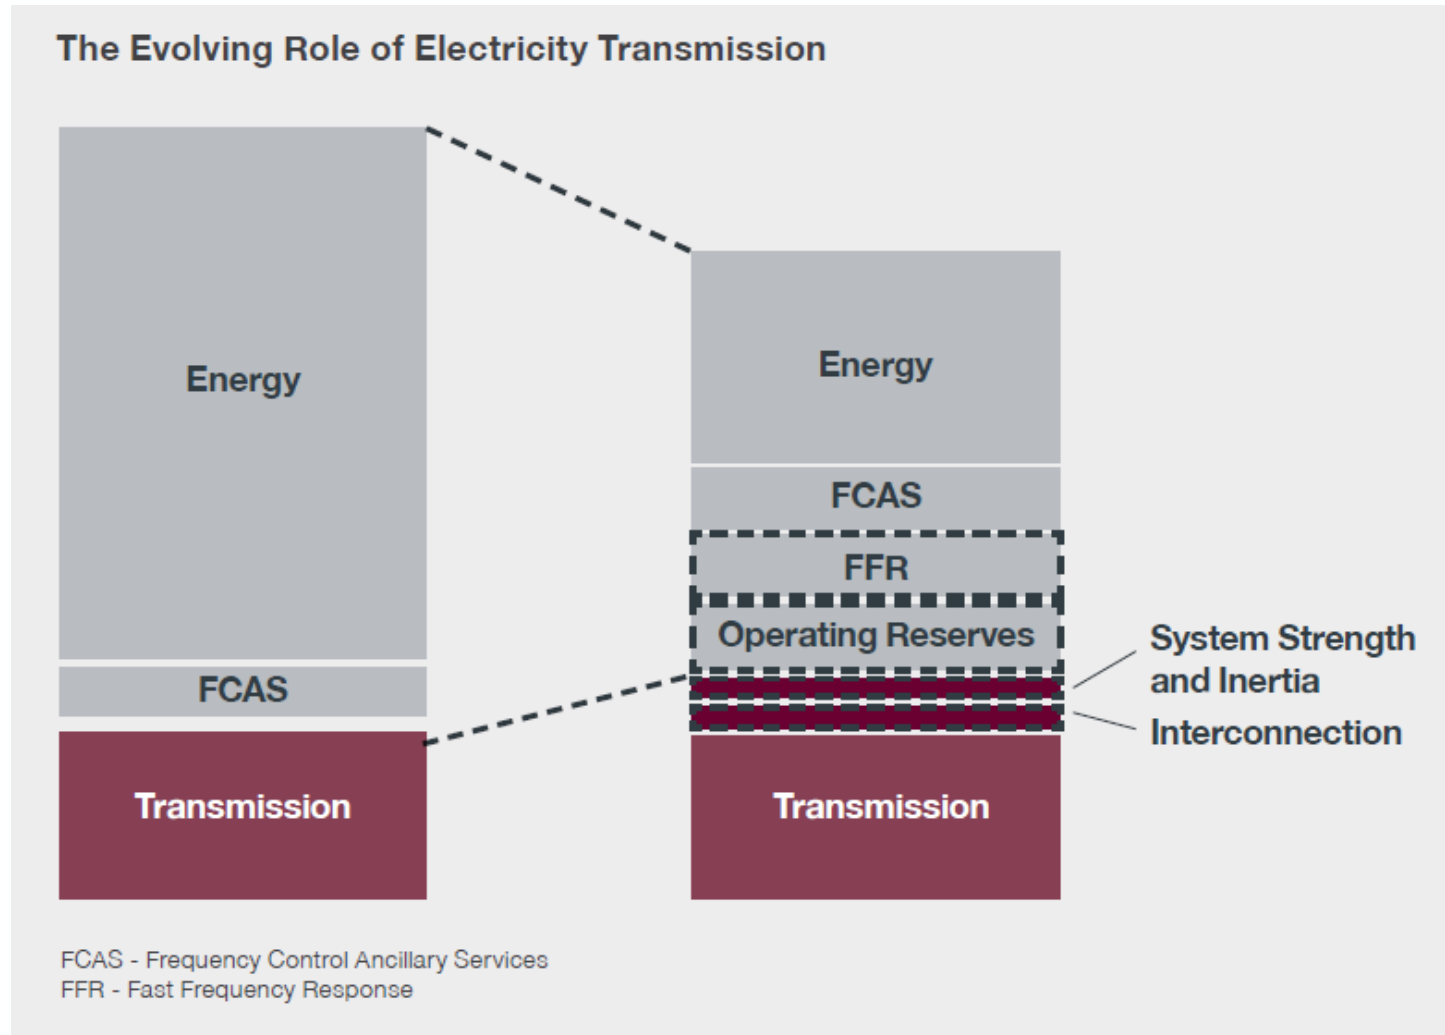 The Evolving Role of Electricity Transmission
Energy
FCAS
Transmission
Energy
FCAS
FFR
Operating Reserves
System Strength
and Inertia
Interconnection
Transmission
FCAS - Frequency Control Ancillary Services
FFR - Fast Frequency Response